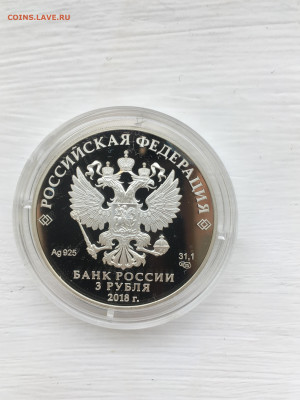 COINS.LAVE.RU
РОССИЙСКАЯ ФЕДЕРАЦИЯ
Ag 925
31,1
БАНК РОССИИ
3 РУБЛЯ
2018 г.